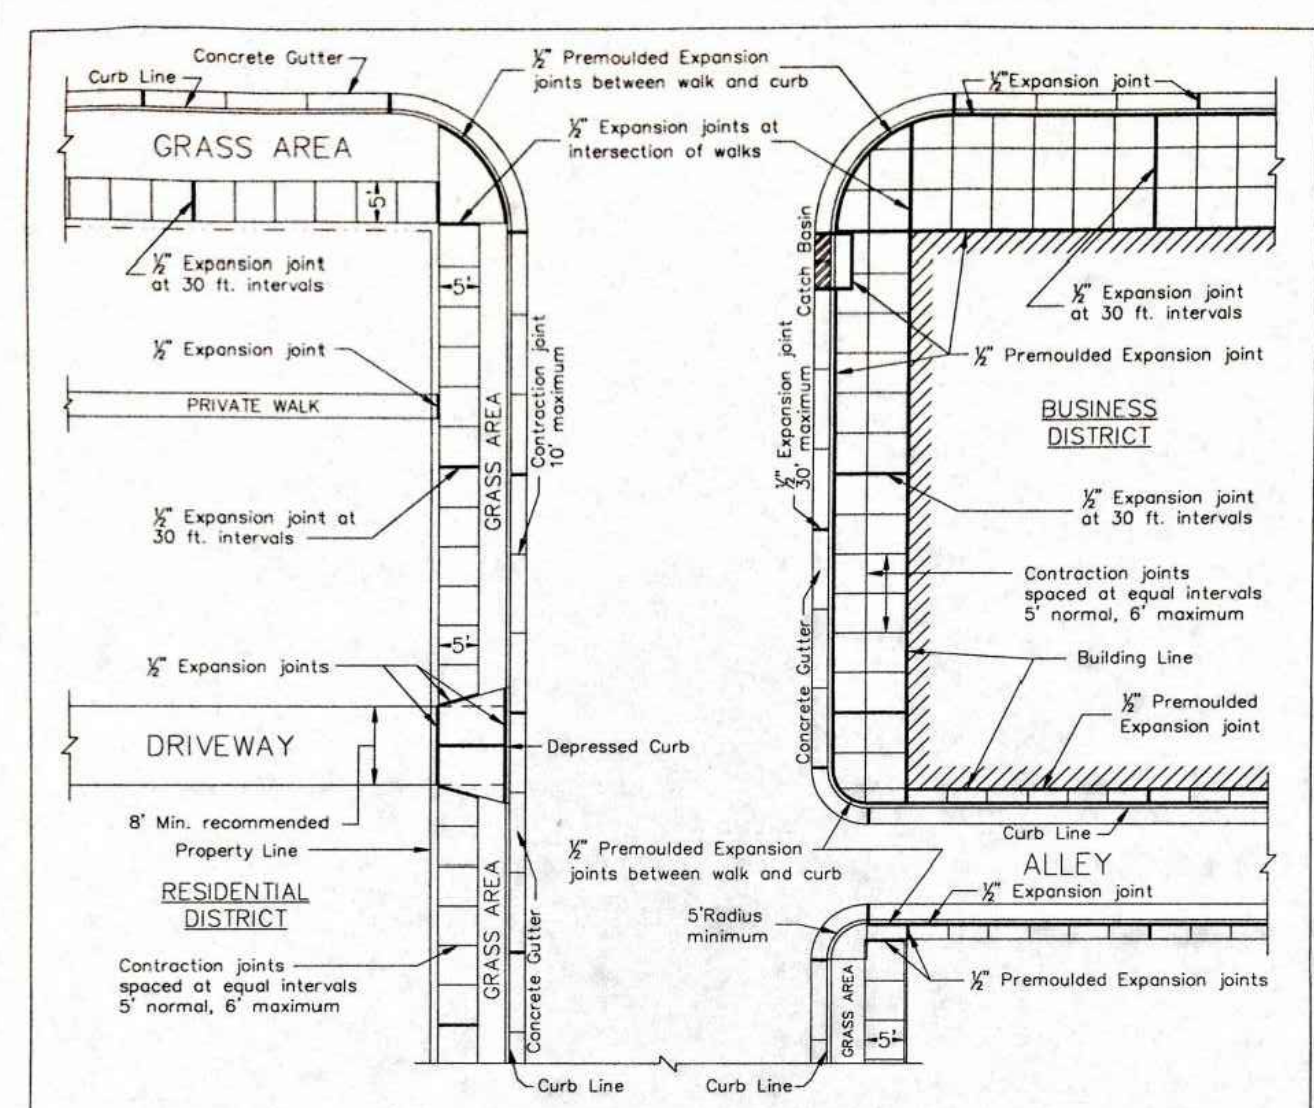 Concrete Gutter
Curb Line
½" Premoulded Expansion
joints between walk and curb
½" Expansion joint
GRASS AREA
½" Expansion joints at
intersection of walks
5'
½" Expansion joint
at 30 ft. intervals
5'
Catch Basin
½" Expansion joint
at 30 ft. intervals
½" Expansion joint
½" Premoulded Expansion joint
PRIVATE WALK
Contraction joint
10' maximum
½" Expansion joint
30' maximum
BUSINESS
DISTRICT
GRASS AREA
½" Expansion joint at
30 ft. intervals
½" Expansion joint
at 30 ft. intervals
Contraction joints
spaced at equal intervals
5' normal, 6' maximum
5'
½" Expansion joints
Concrete Gutter
Building Line
½" Premoulded
Expansion joint
DRIVEWAY
Depressed Curb
8' Min. recommended
Property Line
½" Premoulded Expansion
joints between walk and curb
Curb Line
ALLEY
½" Expansion joint
RESIDENTIAL
DISTRICT
GRASS AREA
Concrete Gutter
5'Radius
minimum
Contraction joints
spaced at equal intervals
5' normal, 6' maximum
½" Premoulded Expansion joints
GRASS AREA
5'
Curb Line
Curb Line